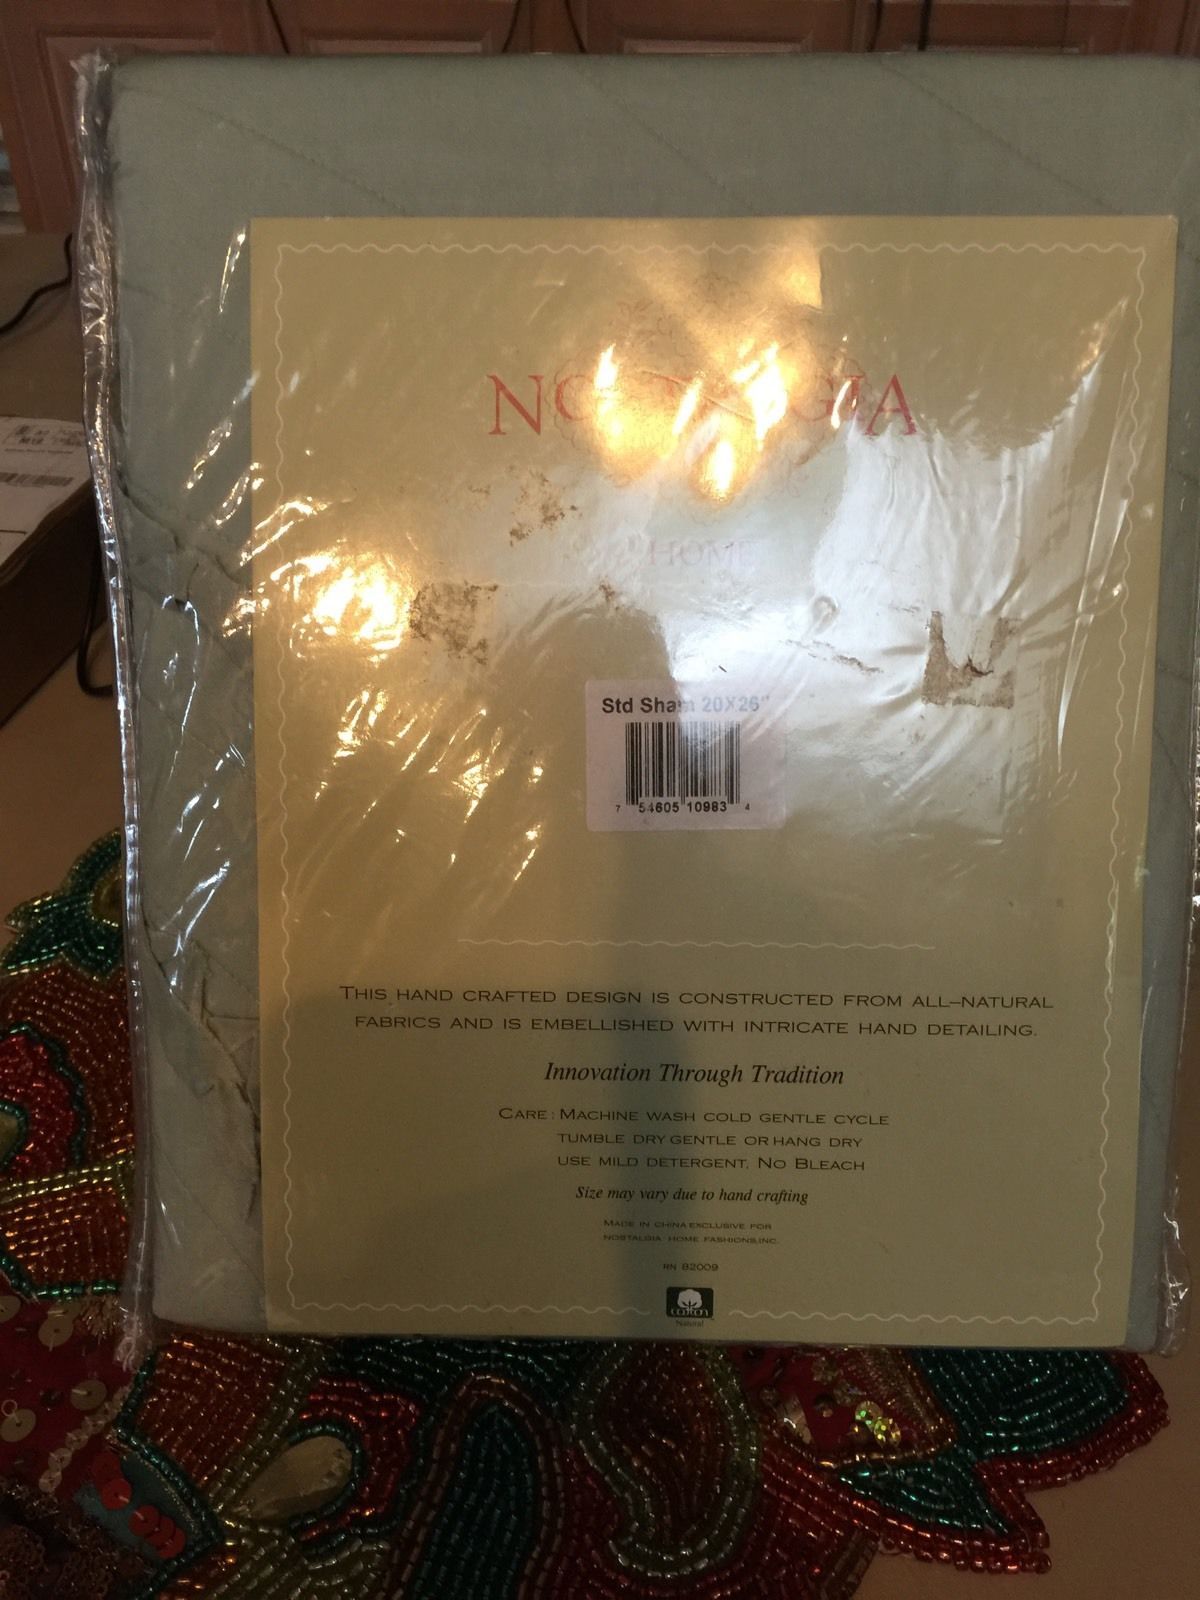 NOSTALGIA
HOME
Std Sham 20X26"
7 54605 10983 4
THIS HAND CRAFTED DESIGN IS CONSTRUCTED FROM ALL–NATURAL
FABRICS AND IS EMBELLISHED WITH INTRICATE HAND DETAILING.
Innovation Through Tradition
CARE: MACHINE WASH COLD GENTLE CYCLE
TUMBLE DRY GENTLE OR HANG DRY
USE MILD DETERGENT, NO BLEACH
Size may vary due to hand crafting
MADE IN CHINA EXCLUSIVE FOR
NOSTALGIA HOME FASHIONS, INC.
RN 82009
cotton
Natural